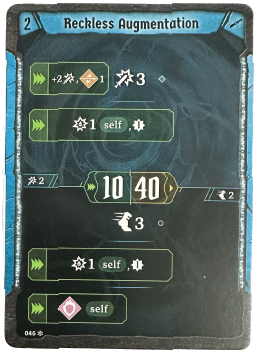 2 Reckless Augmentation
+2 , 1 3
1 self ,
2 10 40 2
3
1 self ,
self
046